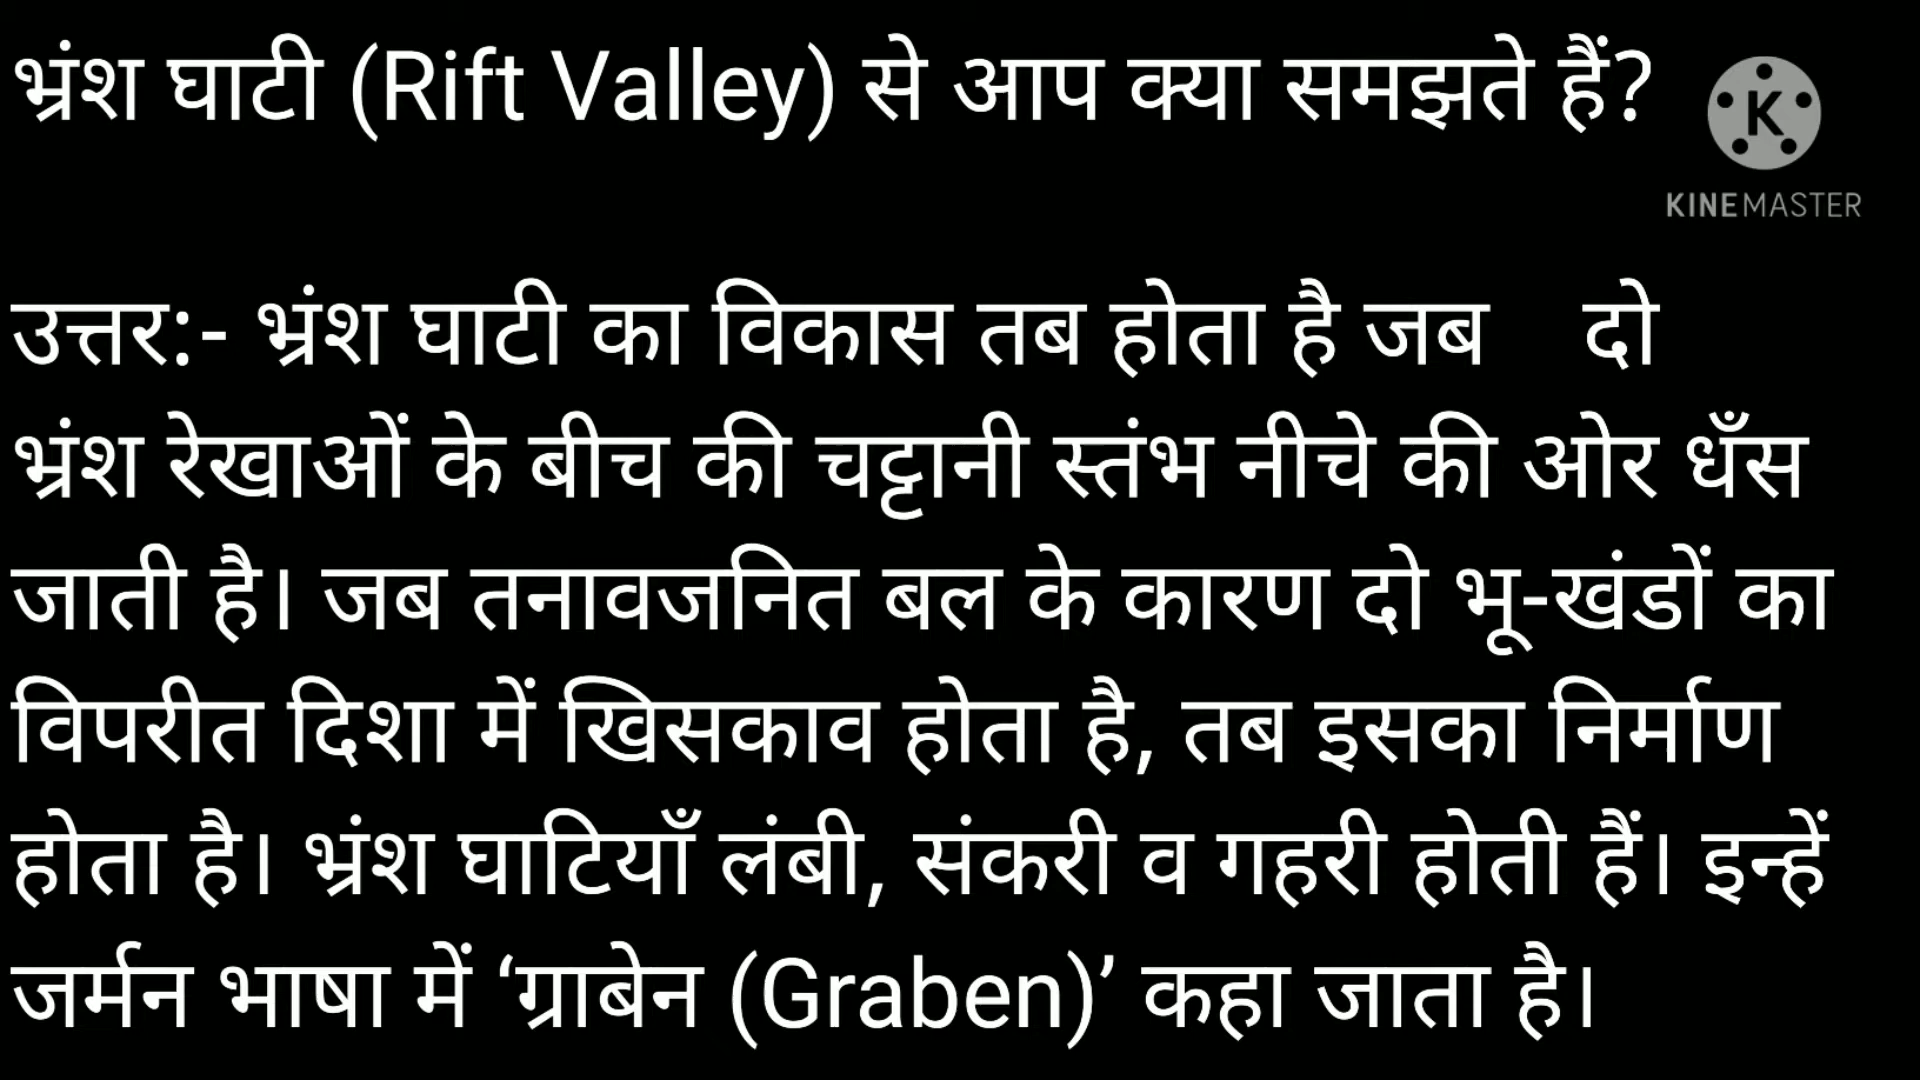 भ्रंश घाटी (Rift Valley) से आप क्या समझते हैं?
K
KINEMASTER
उत्तर:- भ्रंश घाटी का विकास तब होता है जब दो
भ्रंश रेखाओं के बीच की चट्टानी स्तंभ नीचे की ओर धँस
जाती है। जब तनावजनित बल के कारण दो भू-खंडों का
विपरीत दिशा में खिसकाव होता है, तब इसका निर्माण
होता है। भ्रंश घाटियाँ लंबी, संकरी व गहरी होती हैं। इन्हें
जर्मन भाषा में ‘ग्राबेन (Graben)’ कहा जाता है।